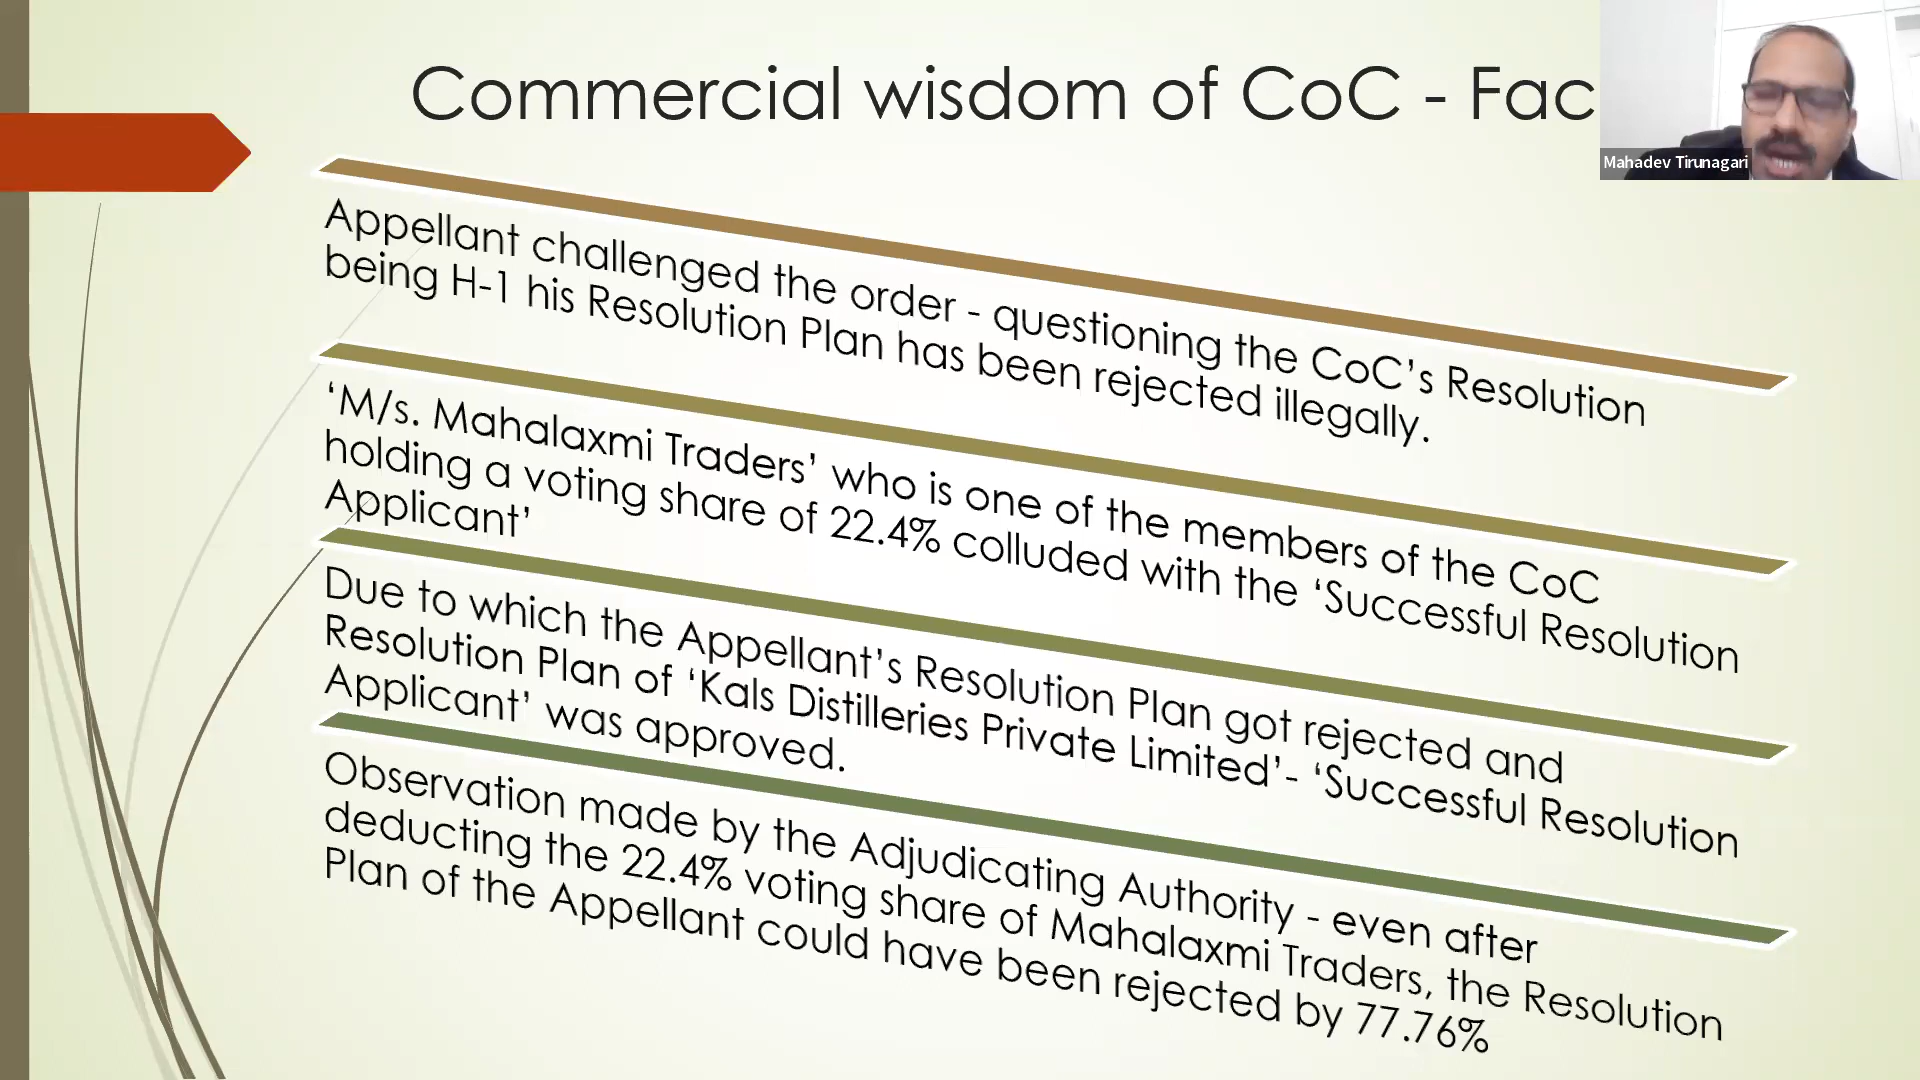 Commercial wisdom of CoC - Fac
Mahadev Tirunagari
Appellant challenged the order - questioning the CoC’s Resolution
being H-1 his Resolution Plan has been rejected illegally.
‘M/s. Mahalaxmi Traders’ who is one of the members of the CoC
holding a voting share of 22.4% colluded with the ‘Successful Resolution
Applicant’
Due to which the Appellant’s Resolution Plan got rejected and
Resolution Plan of ‘Kals Distilleries Private Limited’- ‘Successful Resolution
Applicant’ was approved.
Observation made by the Adjudicating Authority - even after
deducting the 22.4% voting share of Mahalaxmi Traders, the Resolution
Plan of the Appellant could have been rejected by 77.76%